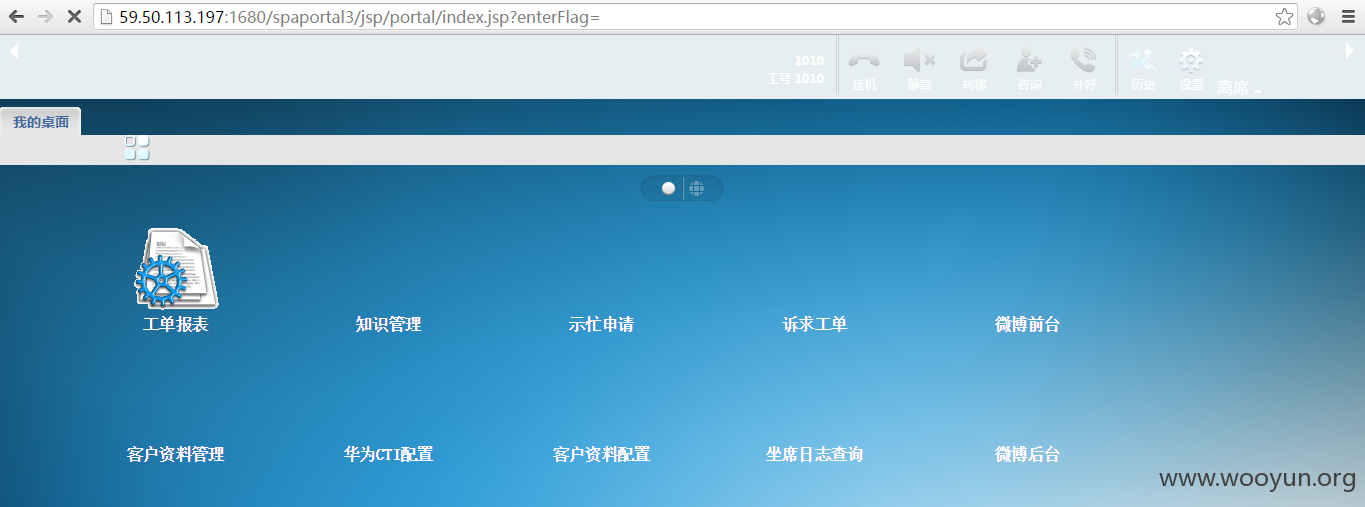 59.50.113.197:1680/spaportal3/jsp/portal/index.jsp?enterFlag=
1010
工号 1010
挂机 静音 转移 咨询 外呼 历史 设置 离席
我的桌面
工单报表 知识管理 示忙申请 诉求工单 微博前台
客户资料管理 华为CTI配置 客户资料配置 坐席日志查询 微博后台
www.wooyun.org